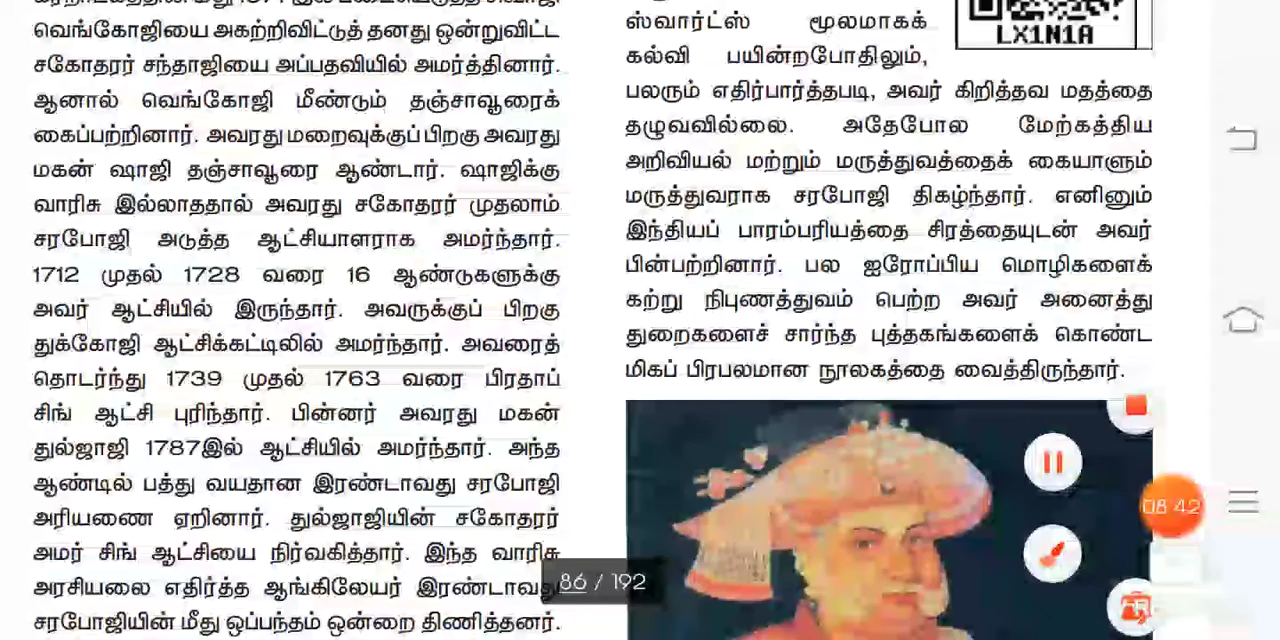 வெங்கோஜியை அகற்றிவிட்டுத் தனது ஒன்றுவிட்ட
சகோதரர் சந்தாஜியை அப்பதவியில் அமர்த்தினார்.
ஆனால் வெங்கோஜி மீண்டும் தஞ்சாவூரைக்
கைப்பற்றினார். அவரது மறைவுக்குப் பிறகு அவரது
மகன் ஷாஜி தஞ்சாவூரை ஆண்டார். ஷாஜிக்கு
வாரிசு இல்லாததால் அவரது சகோதரர் முதலாம்
சரபோஜி அடுத்த ஆட்சியாளராக அமர்ந்தார்.
1712 முதல் 1728 வரை 16 ஆண்டுகளுக்கு
அவர் ஆட்சியில் இருந்தார். அவருக்குப் பிறகு
துக்கோஜி ஆட்சிக்கட்டிலில் அமர்ந்தார். அவரைத்
தொடர்ந்து 1739 முதல் 1763 வரை பிரதாப்
சிங் ஆட்சி புரிந்தார். பின்னர் அவரது மகன்
துல்ஜாஜி 1787இல் ஆட்சியில் அமர்ந்தார். அந்த
ஆண்டில் பத்து வயதான இரண்டாவது சரபோஜி
அரியணை ஏறினார். துல்ஜாஜியின் சகோதரர்
அமர் சிங் ஆட்சியை நிர்வகித்தார். இந்த வாரிசு
அரசியலை எதிர்த்த ஆங்கிலேயர் இரண்டாவது
சரபோஜியின் மீது ஒப்பந்தம் ஒன்றை திணித்தனர்.
ஸ்வார்ட்ஸ் மூலமாகக்
கல்வி பயின்றபோதிலும்,
பலரும் எதிர்பார்த்தபடி, அவர் கிறித்தவ மதத்தை
தழுவவில்லை. அதேபோல மேற்கத்திய
அறிவியல் மற்றும் மருத்துவத்தைக் கையாளும்
மருத்துவராக சரபோஜி திகழ்ந்தார். எனினும்
இந்தியப் பாரம்பரியத்தை சிரத்தையுடன் அவர்
பின்பற்றினார். பல ஐரோப்பிய மொழிகளைக்
கற்று நிபுணத்துவம் பெற்ற அவர் அனைத்து
துறைகளைச் சார்ந்த புத்தகங்களைக் கொண்ட
மிகப் பிரபலமான நூலகத்தை வைத்திருந்தார்.
LX1N1A
08:42
86 / 192